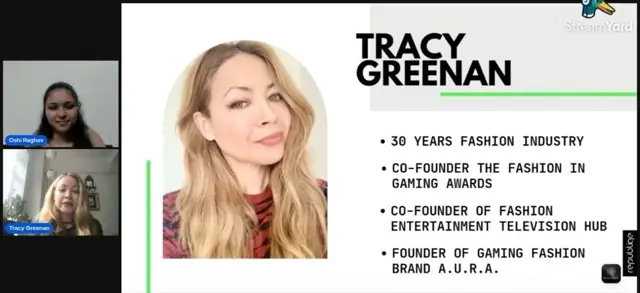 StreamYard
TRACY
GREENAN
• 30 YEARS FASHION INDUSTRY
• CO-FOUNDER THE FASHION IN
GAMING AWARDS
• CO-FOUNDER OF FASHION
ENTERTAINMENT TELEVISION HUB
• FOUNDER OF GAMING FASHION
BRAND A.U.R.A.
Oshi Raghav
Tracy Greenan
republiqe